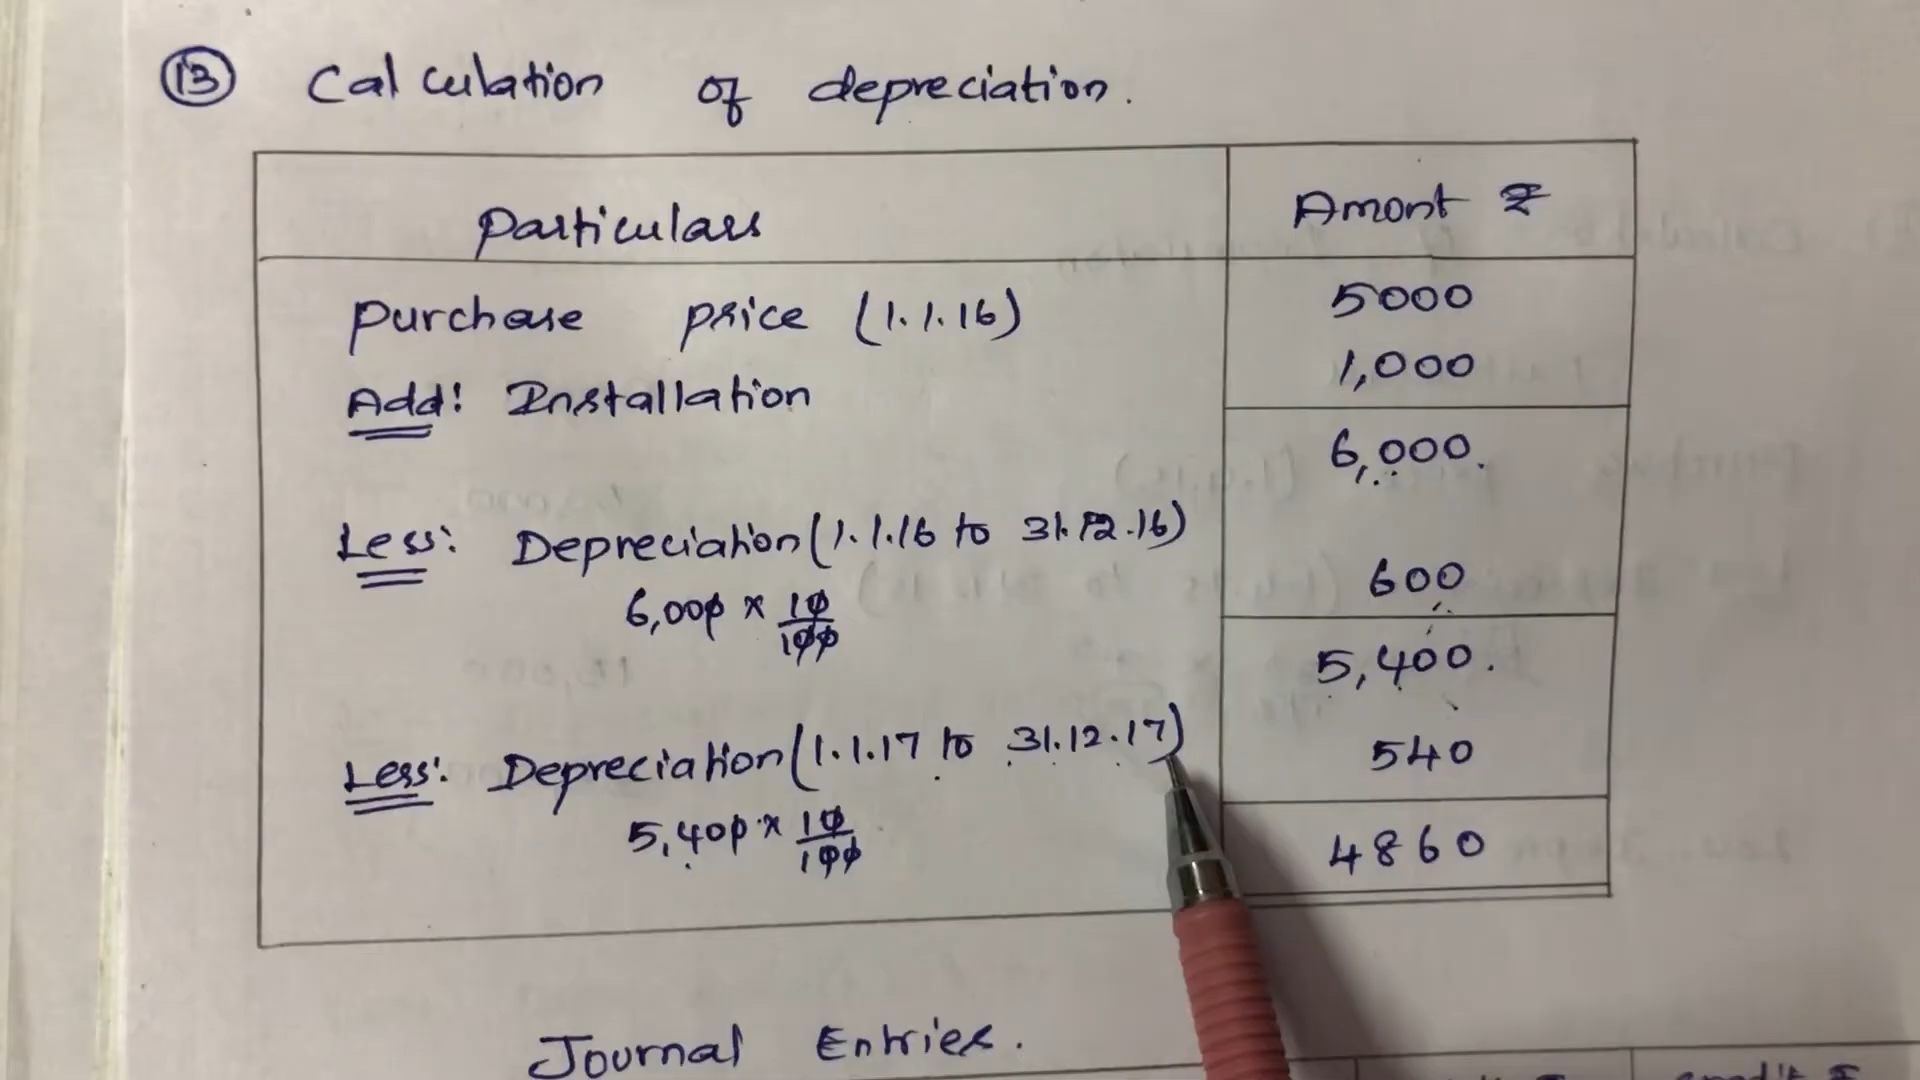 13 Calculation of depreciation.
Particulars Amont ₹
Purchase price (1.1.16) 5000
Add! Installation 1,000
6,000.
Less: Depreciation (1.1.16 to 31.12.16)
6,000 x 10/100 600
5,400.
Less: Depreciation (1.1.17 to 31.12.17) 540
5,400 x 10/100
4860
Journal Entries.